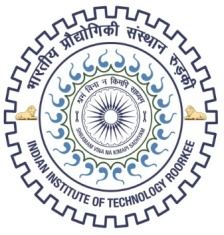 भारतीय प्रौद्योगिकी संस्थान रुड़की
श्रमं विना न किमपि साध्यम्
SHRAMAM VINA NA KIMAPI SADHYAM
INDIAN INSTITUTE OF TECHNOLOGY ROORKEE